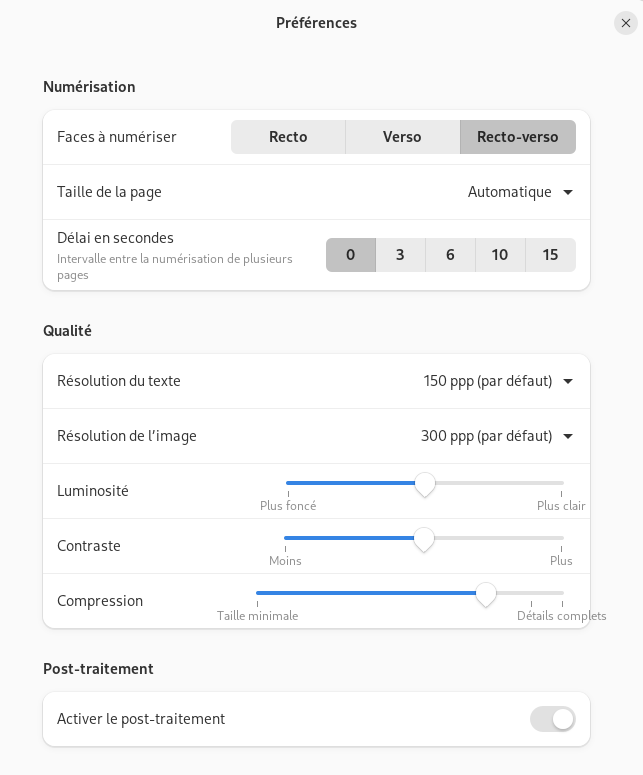 Préférences
Numérisation
Faces à numériser Recto Verso Recto-verso
Taille de la page Automatique
Délai en secondes
Intervalle entre la numérisation de plusieurs
pages
0 3 6 10 15
Qualité
Résolution du texte 150 ppp (par défaut)
Résolution de l’image 300 ppp (par défaut)
Luminosité
Plus foncé Plus clair
Contraste
Moins Plus
Compression
Taille minimale Détails complets
Post-traitement
Activer le post-traitement